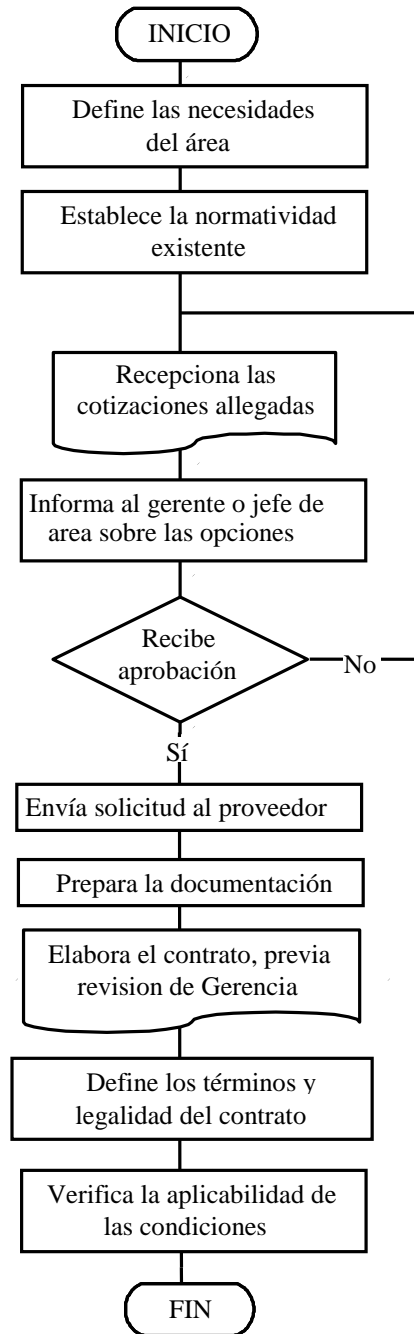 INICIO
Define las necesidades
del área
Establece la normatividad
existente
Recepciona las
cotizaciones allegadas
Informa al gerente o jefe de
area sobre las opciones
Recibe
aprobación
No
Sí
Envía solicitud al proveedor
Prepara la documentación
Elabora el contrato, previa
revision de Gerencia
Define los términos y
legalidad del contrato
Verifica la aplicabilidad de
las condiciones
FIN